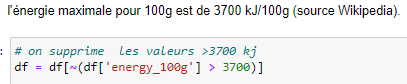 l'énergie maximale pour 100g est de 3700 kJ/100g (source Wikipedia).
: # on supprime  les valeurs >3700 kj
df = df[~(df['energy_100g'] > 3700)]